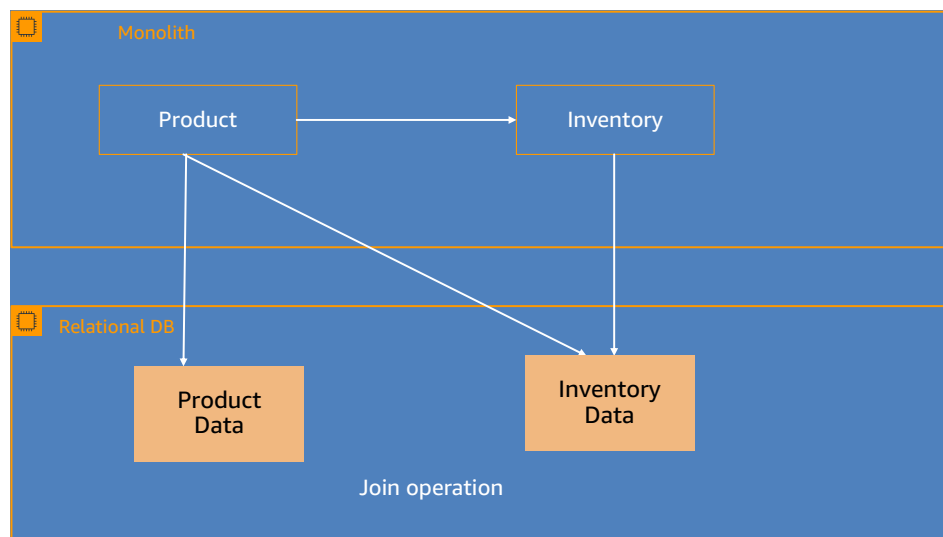 Monolith
Product
Inventory
Relational DB
Product
Data
Inventory
Data
Join operation